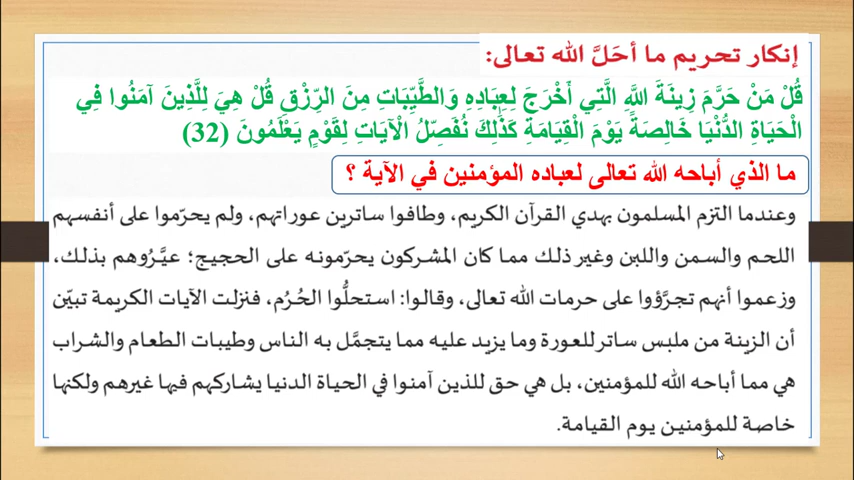 إنكار تحريم ما أحَلَّ الله تعالى:
قُلْ مَنْ حَرَّمَ زِينَةَ اللَّهِ الَّتِي أَخْرَجَ لِعِبَادِهِ وَالطَّيِّبَاتِ مِنَ الرِّزْقِ قُلْ هِيَ لِلَّذِينَ آمَنُوا فِي
الْحَيَاةِ الدُّنْيَا خَالِصَةً يَوْمَ الْقِيَامَةِ كَذَٰلِكَ نُفَصِّلُ الْآيَاتِ لِقَوْمٍ يَعْلَمُونَ (32)
ما الذي أباحه الله تعالى لعباده المؤمنين في الآية ؟
وعندما التزم المسلمون بهدي القرآن الكريم، وطافوا ساترين عوراتهم، ولم يحرّموا على أنفسهم
اللحم والسمن واللبن وغير ذلك مما كان المشركون يحرّمونه على الحجيج؛ عيَّرُوهم بذلك،
وزعموا أنهم تجرَّؤوا على حرمات الله تعالى، وقالوا: استحلُّوا الحُرُم، فنزلت الآيات الكريمة تبيّن
أن الزينة من ملبس ساتر للعورة وما يزيد عليه مما يتجمَّل به الناس وطيبات الطعام والشراب
هي مما أباحه الله للمؤمنين، بل هي حق للذين آمنوا في الحياة الدنيا يشاركهم فيها غيرهم ولكنها
خاصة للمؤمنين يوم القيامة.